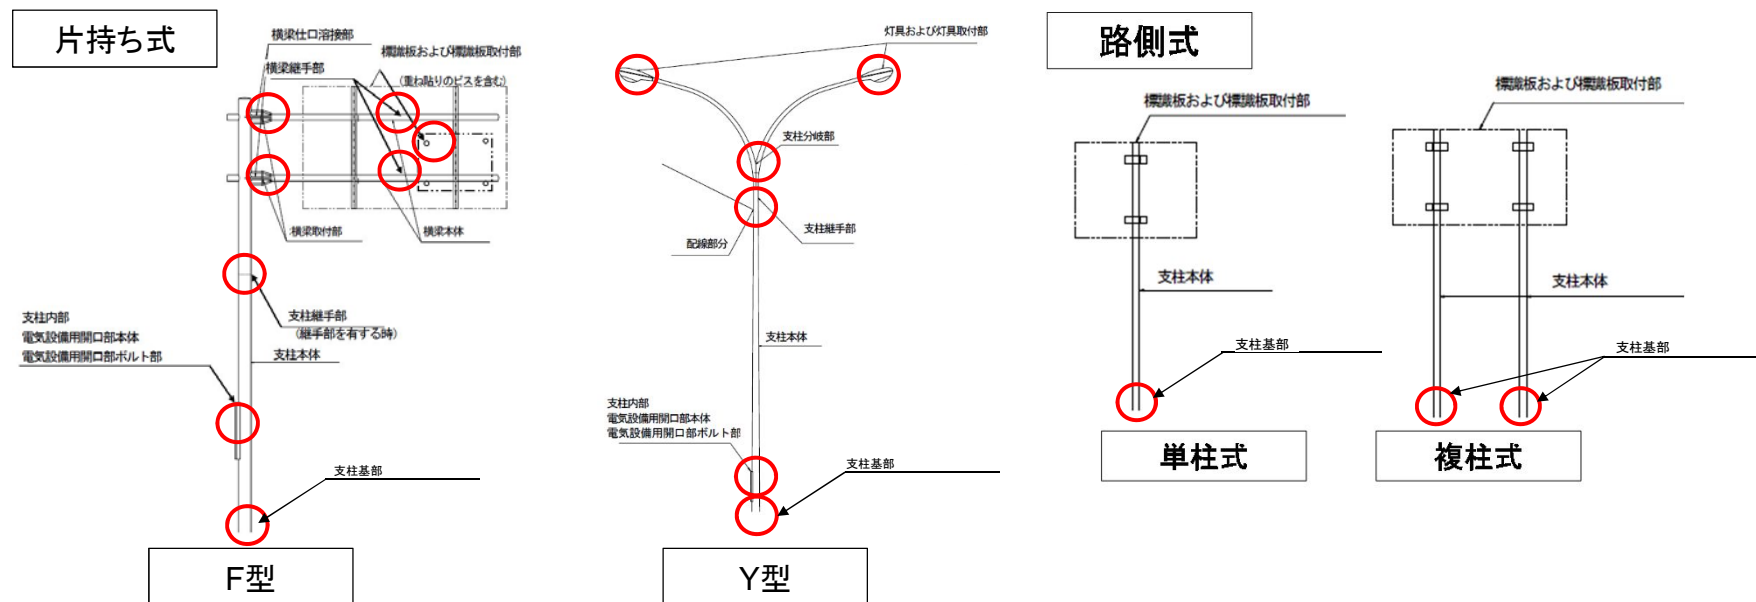 片持ち式
横梁仕口溶接部
標識板および標識板取付部
横梁継手部
(重ね貼りのビスを含む)
横梁取付部
横梁本体
支柱内部
電気設備用開口部本体
電気設備用開口部ボルト部
支柱継手部
(継手部を有する時)
支柱本体
支柱基部
F型
灯具および灯具取付部
支柱分岐部
配線部分
支柱継手部
支柱本体
支柱内部
電気設備用開口部本体
電気設備用開口部ボルト部
支柱基部
Y型
路側式
標識板および標識板取付部
支柱本体
支柱基部
単柱式
標識板および標識板取付部
支柱本体
支柱基部
複柱式